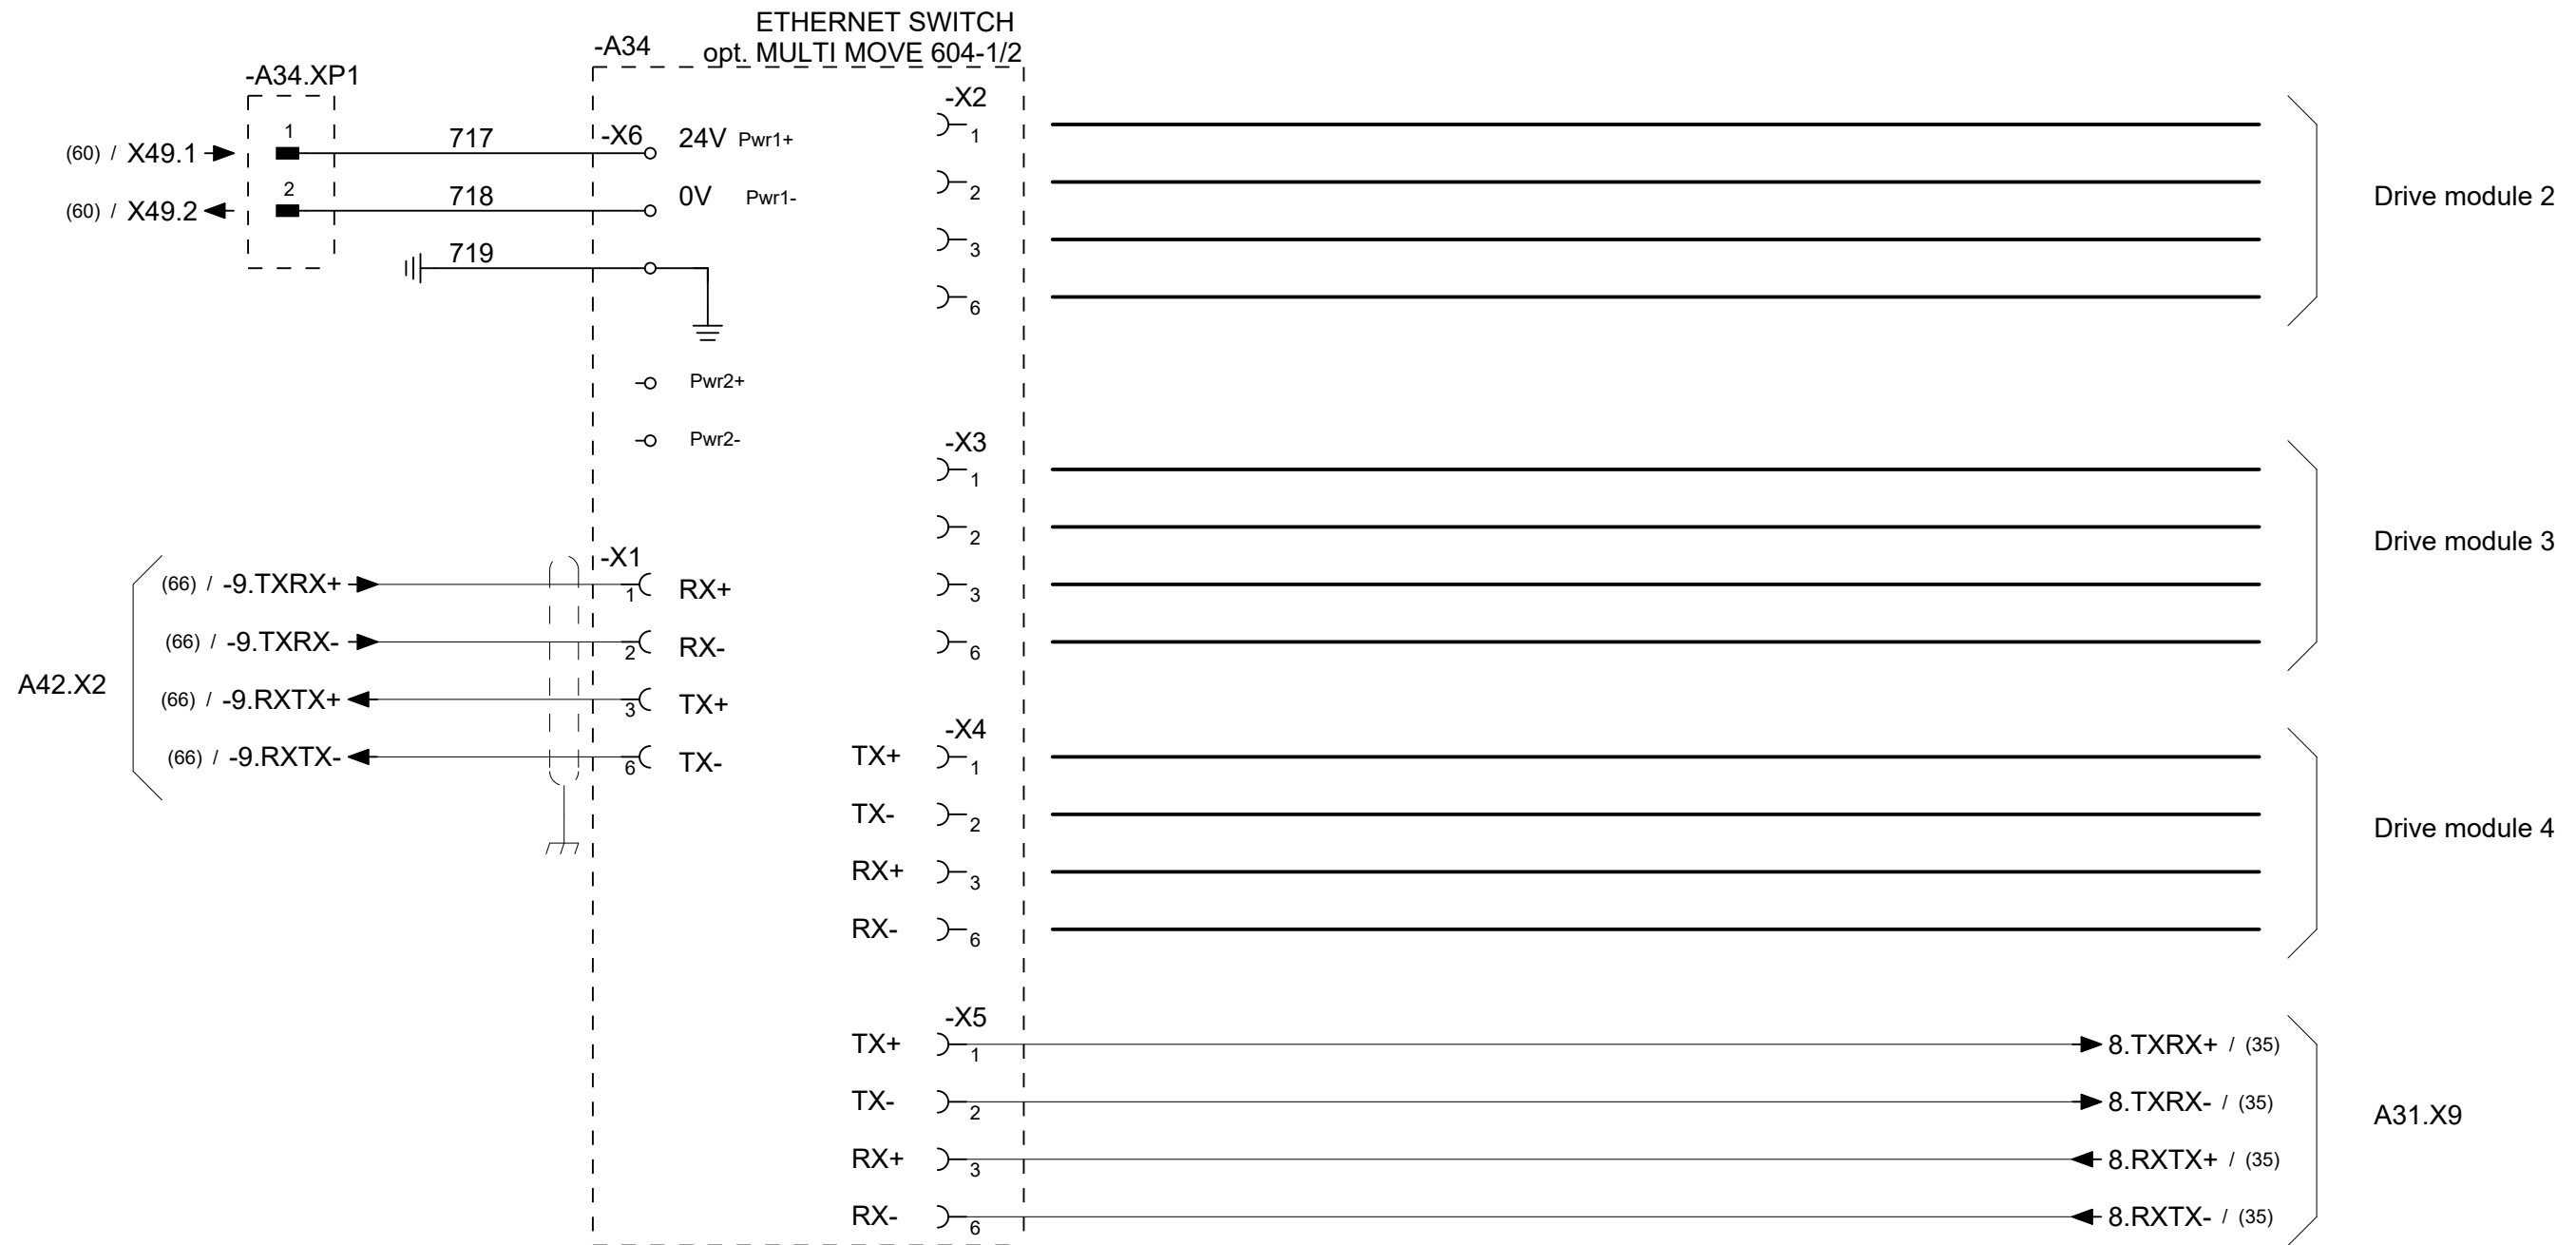 ETHERNET SWITCH
-A34 opt. MULTI MOVE 604-1/2
-A34.XP1
-X2
1
(60) / X49.1 1 717 -X6 24V Pwr1+
2
(60) / X49.2 2 718 0V Pwr1-
Drive module 2
3
719
6
Pwr2+
Pwr2-
-X3
1
2
Drive module 3
3
6
-X1
(66) / -9.TXRX+ 1 RX+
(66) / -9.TXRX- 2 RX-
A42.X2
(66) / -9.RXTX+ 3 TX+
(66) / -9.RXTX- 6 TX-
-X4
TX+ 1
TX- 2
Drive module 4
RX+ 3
RX- 6
-X5
TX+ 1 8.TXRX+ / (35)
TX- 2 8.TXRX- / (35)
A31.X9
RX+ 3 8.RXTX+ / (35)
RX- 6 8.RXTX- / (35)